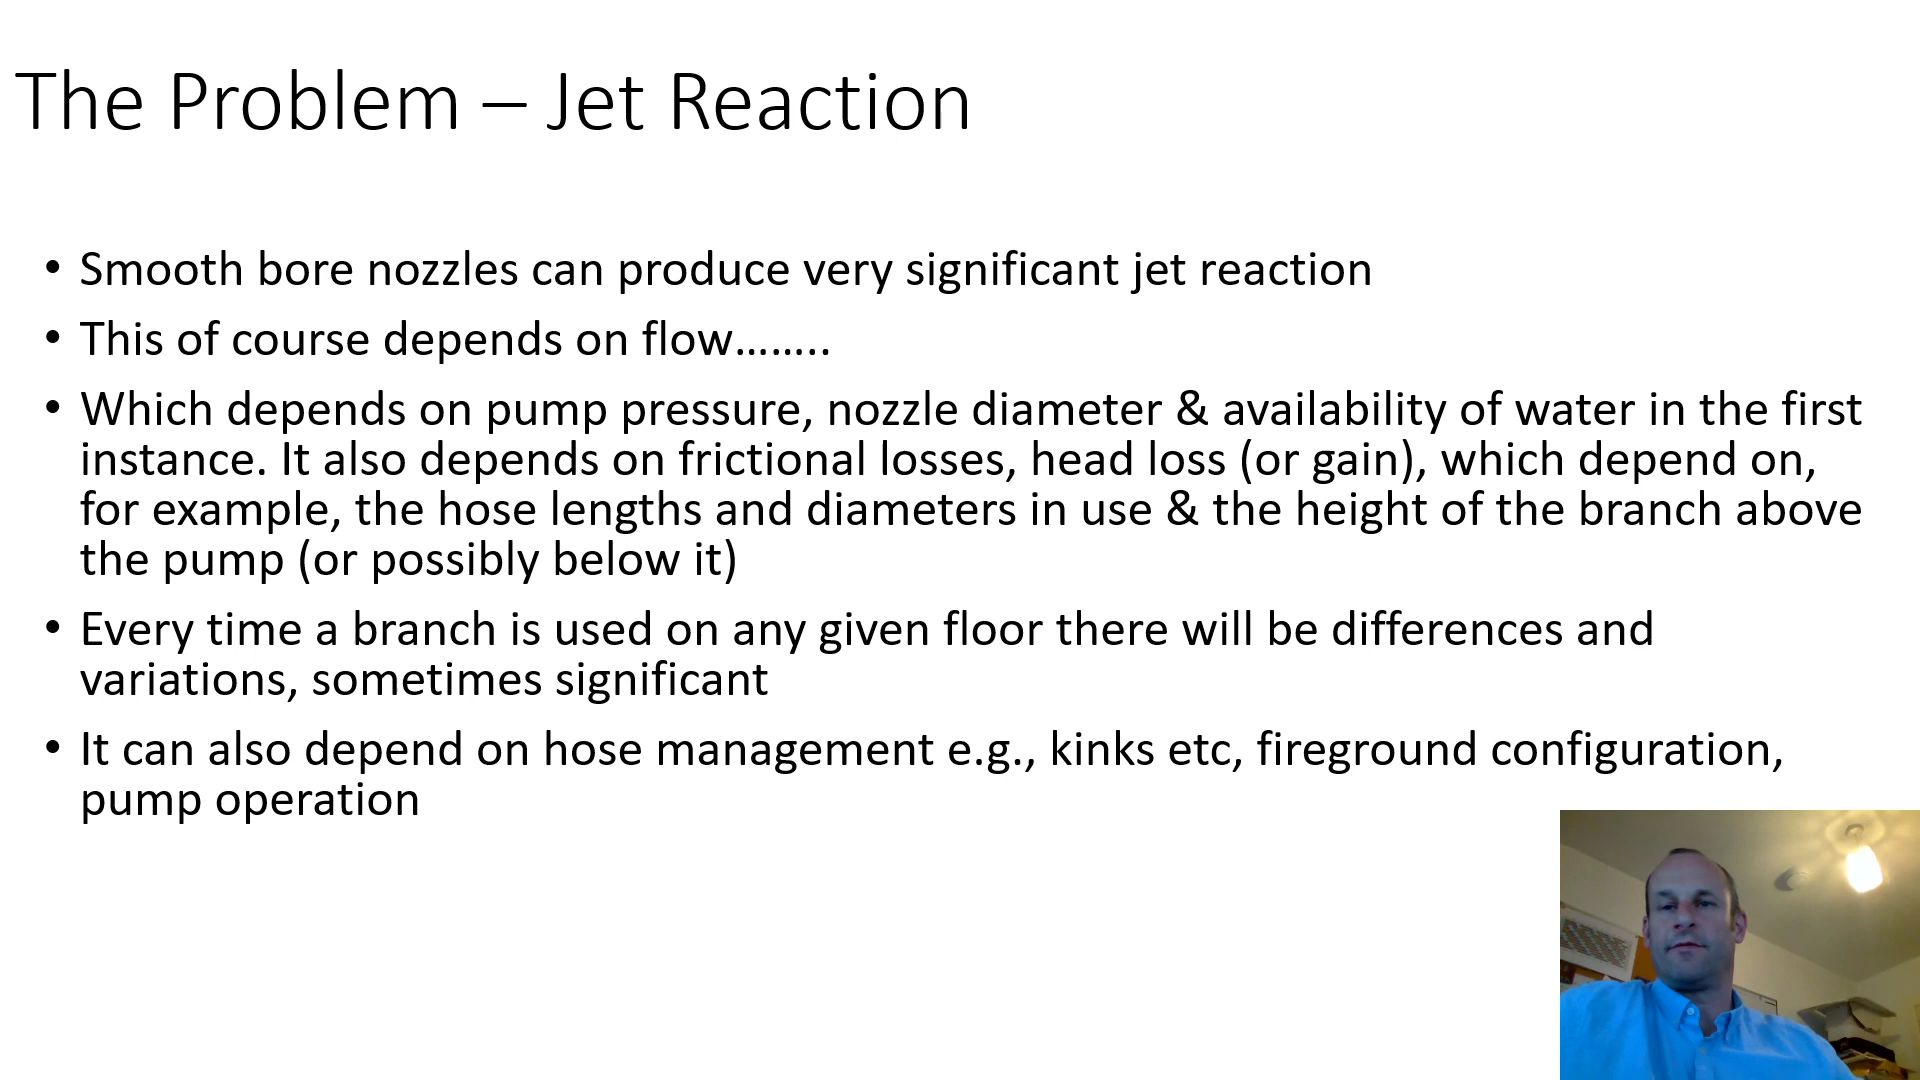 The Problem – Jet Reaction
• Smooth bore nozzles can produce very significant jet reaction
• This of course depends on flow……..
• Which depends on pump pressure, nozzle diameter & availability of water in the first
instance. It also depends on frictional losses, head loss (or gain), which depend on,
for example, the hose lengths and diameters in use & the height of the branch above
the pump (or possibly below it)
• Every time a branch is used on any given floor there will be differences and
variations, sometimes significant
• It can also depend on hose management e.g., kinks etc, fireground configuration,
pump operation